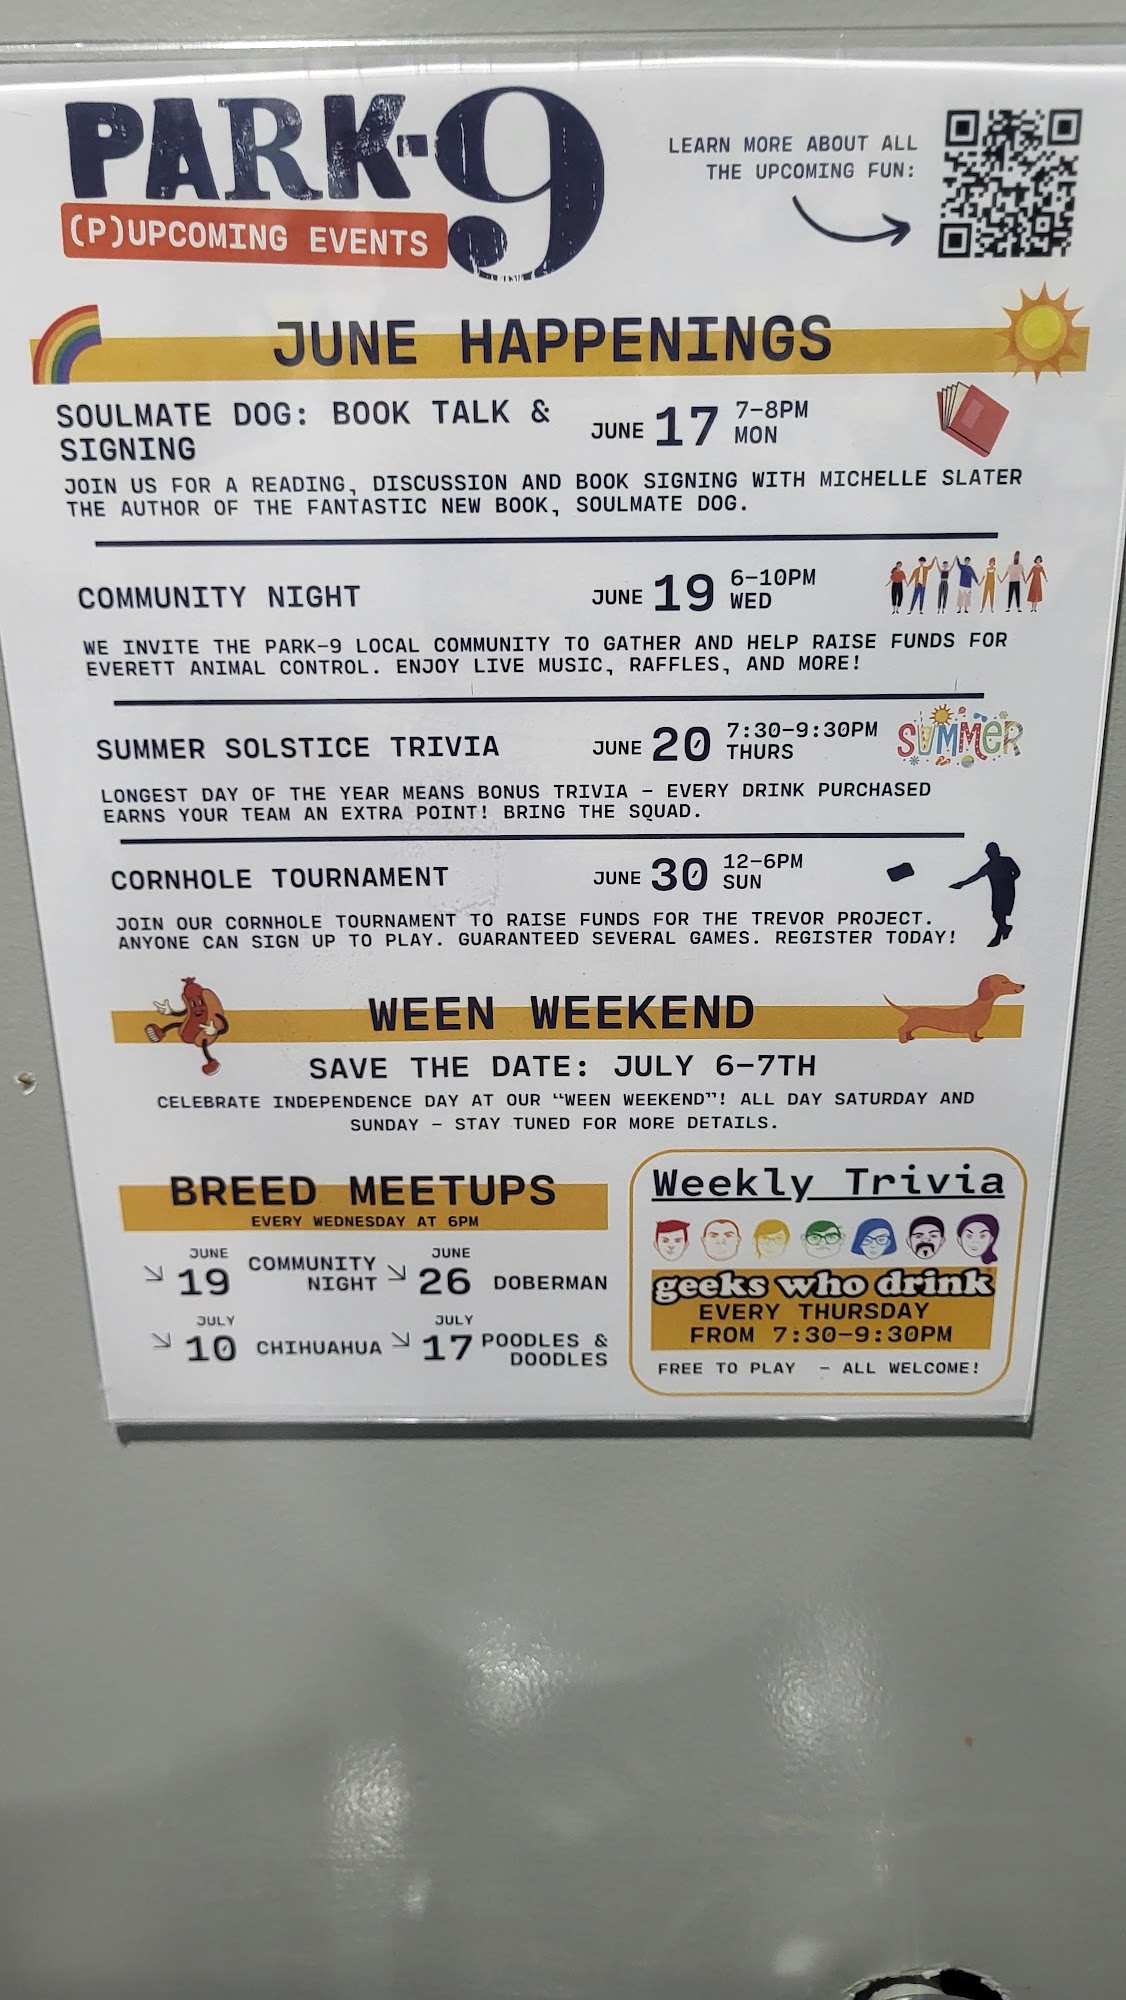 PARK-9
(P)UPCOMING EVENTS
LEARN MORE ABOUT ALL
THE UPCOMING FUN:
JUNE HAPPENINGS
SOULMATE DOG: BOOK TALK &
SIGNING
JUNE 17 7-8PM
MON
JOIN US FOR A READING, DISCUSSION AND BOOK SIGNING WITH MICHELLE SLATER
THE AUTHOR OF THE FANTASTIC NEW BOOK, SOULMATE DOG.
COMMUNITY NIGHT
JUNE 19 6-10PM
WED
WE INVITE THE PARK-9 LOCAL COMMUNITY TO GATHER AND HELP RAISE FUNDS FOR
EVERETT ANIMAL CONTROL. ENJOY LIVE MUSIC, RAFFLES, AND MORE!
SUMMER SOLSTICE TRIVIA
JUNE 20 7:30-9:30PM
THURS
SUMMER
LONGEST DAY OF THE YEAR MEANS BONUS TRIVIA - EVERY DRINK PURCHASED
EARNS YOUR TEAM AN EXTRA POINT! BRING THE SQUAD.
CORNHOLE TOURNAMENT
JUNE 30 12-6PM
SUN
JOIN OUR CORNHOLE TOURNAMENT TO RAISE FUNDS FOR THE TREVOR PROJECT.
ANYONE CAN SIGN UP TO PLAY. GUARANTEED SEVERAL GAMES. REGISTER TODAY!
WEEN WEEKEND
SAVE THE DATE: JULY 6-7TH
CELEBRATE INDEPENDENCE DAY AT OUR “WEEN WEEKEND”! ALL DAY SATURDAY AND
SUNDAY - STAY TUNED FOR MORE DETAILS.
BREED MEETUPS
EVERY WEDNESDAY AT 6PM
JUNE
19 COMMUNITY
NIGHT
JUNE
26 DOBERMAN
JULY
10 CHIHUAHUA
JULY
17 POODLES &
DOODLES
Weekly Trivia
geeks who drink
EVERY THURSDAY
FROM 7:30-9:30PM
FREE TO PLAY - ALL WELCOME!